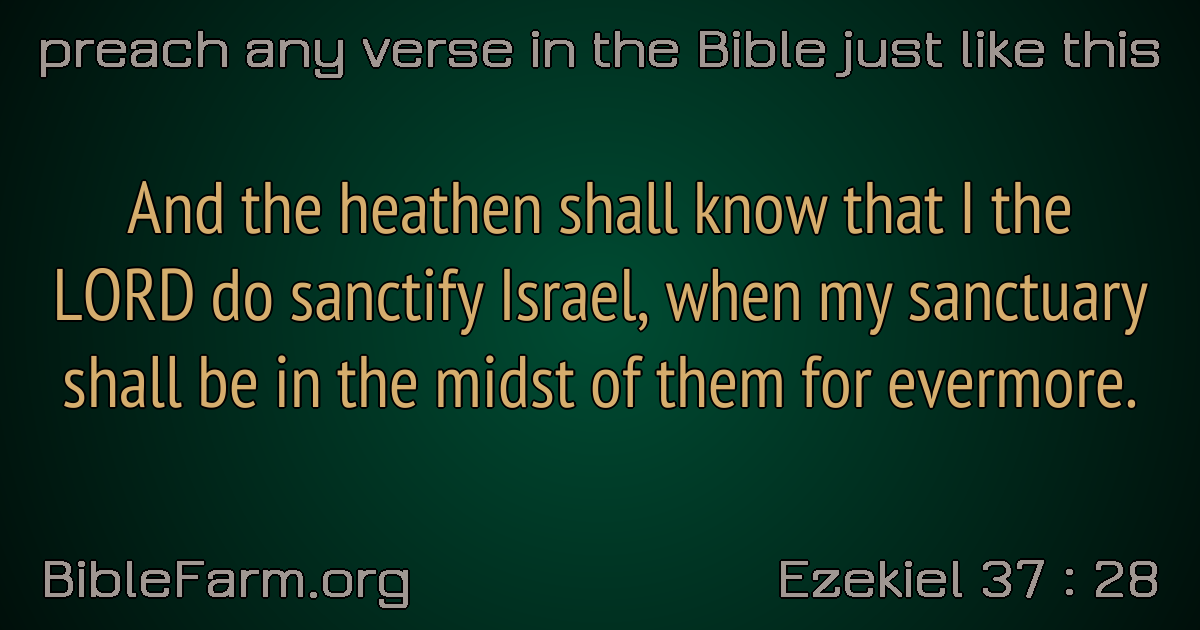 preach any verse in the Bible just like this
And the heathen shall know that I the
LORD do sanctify Israel, when my sanctuary
shall be in the midst of them for evermore.
BibleFarm.org
Ezekiel 37 : 28